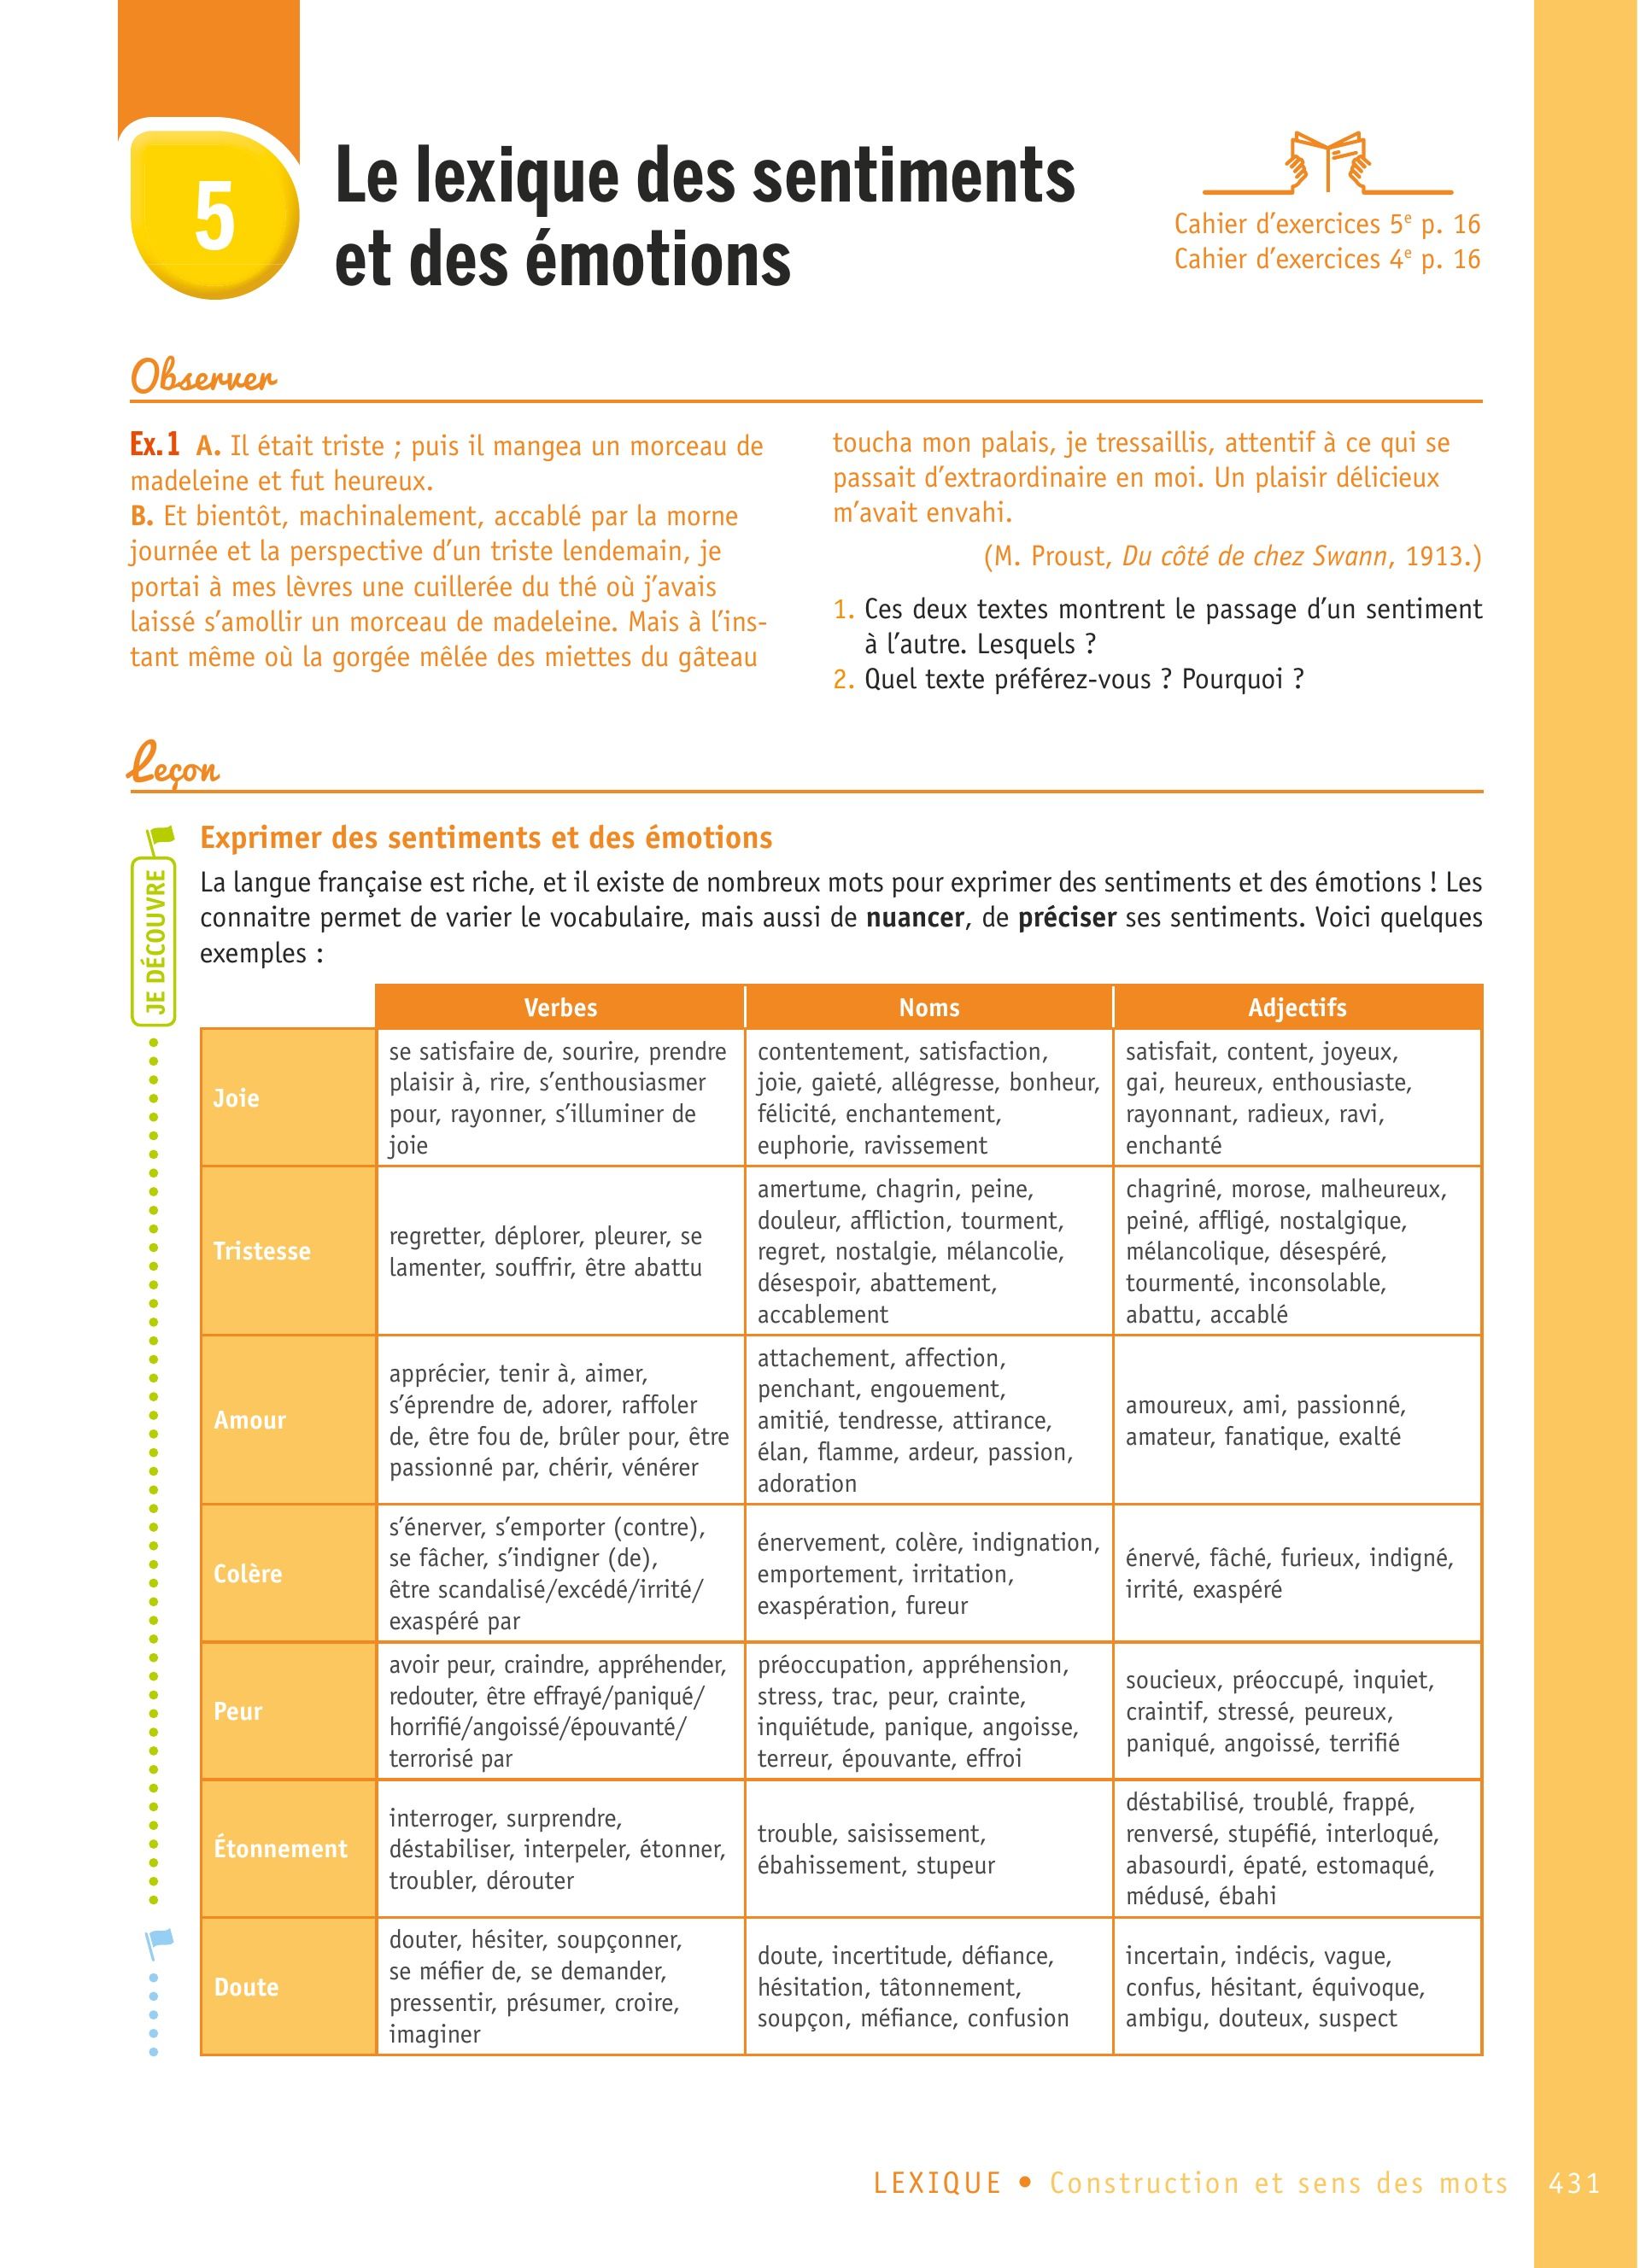 5
Le lexique des sentiments
et des émotions
Cahier d'exercices 5e p. 16
Cahier d'exercices 4e p. 16
Observer
Ex.1 A. Il était triste ; puis il mangea un morceau de
madeleine et fut heureux.
B. Et bientôt, machinalement, accablé par la morne
journée et la perspective d'un triste lendemain, je
portai à mes lèvres une cuillerée du thé où j'avais
laissé s'amollir un morceau de madeleine. Mais à l'ins-
tant même où la gorgée mêlée des miettes du gâteau
toucha mon palais, je tressaillis, attentif à ce qui se
passait d'extraordinaire en moi. Un plaisir délicieux
m'avait envahi.
(M. Proust, Du côté de chez Swann, 1913.)
1. Ces deux textes montrent le passage d'un sentiment
à l'autre. Lesquels ?
2. Quel texte préférez-vous ? Pourquoi ?
Leçon
JE DÉCOUVRE
Exprimer des sentiments et des émotions
La langue française est riche, et il existe de nombreux mots pour exprimer des sentiments et des émotions ! Les
connaitre permet de varier le vocabulaire, mais aussi de nuancer, de préciser ses sentiments. Voici quelques
exemples :
Verbes
Noms
Adjectifs
Joie
se satisfaire de, sourire, prendre
plaisir à, rire, s'enthousiasmer
pour, rayonner, s'illuminer de
joie
contentement, satisfaction,
joie, gaieté, allégresse, bonheur,
félicité, enchantement,
euphorie, ravissement
satisfait, content, joyeux,
gai, heureux, enthousiaste,
rayonnant, radieux, ravi,
enchanté
Tristesse
regretter, déplorer, pleurer, se
lamenter, souffrir, être abattu
amertume, chagrin, peine,
douleur, affliction, tourment,
regret, nostalgie, mélancolie,
désespoir, abattement,
accablement
chagriné, morose, malheureux,
peiné, affligé, nostalgique,
mélancolique, désespéré,
tourmenté, inconsolable,
abattu, accablé
Amour
apprécier, tenir à, aimer,
s'éprendre de, adorer, raffoler
de, être fou de, brûler pour, être
passionné par, chérir, vénérer
attachement, affection,
penchant, engouement,
amitié, tendresse, attirance,
élan, flamme, ardeur, passion,
adoration
amoureux, ami, passionné,
amateur, fanatique, exalté
Colère
s'énerver, s'emporter (contre),
se fâcher, s'indigner (de),
être scandalisé/excédé/irrité/
exaspéré par
énervement, colère, indignation,
emportement, irritation,
exaspération, fureur
énervé, fâché, furieux, indigné,
irrité, exaspéré
Peur
avoir peur, craindre, appréhender,
redouter, être effrayé/paniqué/
horrifié/angoissé/épouvanté/
terrorisé par
préoccupation, appréhension,
stress, trac, peur, crainte,
inquiétude, panique, angoisse,
terreur, épouvante, effroi
soucieux, préoccupé, inquiet,
craintif, stressé, peureux,
paniqué, angoissé, terrifié
Étonnement
interroger, surprendre,
déstabiliser, interpeler, étonner,
troubler, dérouter
trouble, saisissement,
ébahissement, stupeur
déstabilisé, troublé, frappé,
renversé, stupéfié, interloqué,
abasourdi, épaté, estomaqué,
médusé, ébahi
Doute
douter, hésiter, soupçonner,
se méfier de, se demander,
pressentir, présumer, croire,
imaginer
doute, incertitude, défiance,
hésitation, tâtonnement,
soupçon, méfiance, confusion
incertain, indécis, vague,
confus, hésitant, équivoque,
ambigu, douteux, suspect
LEXIQUE • Construction et sens des mots 431